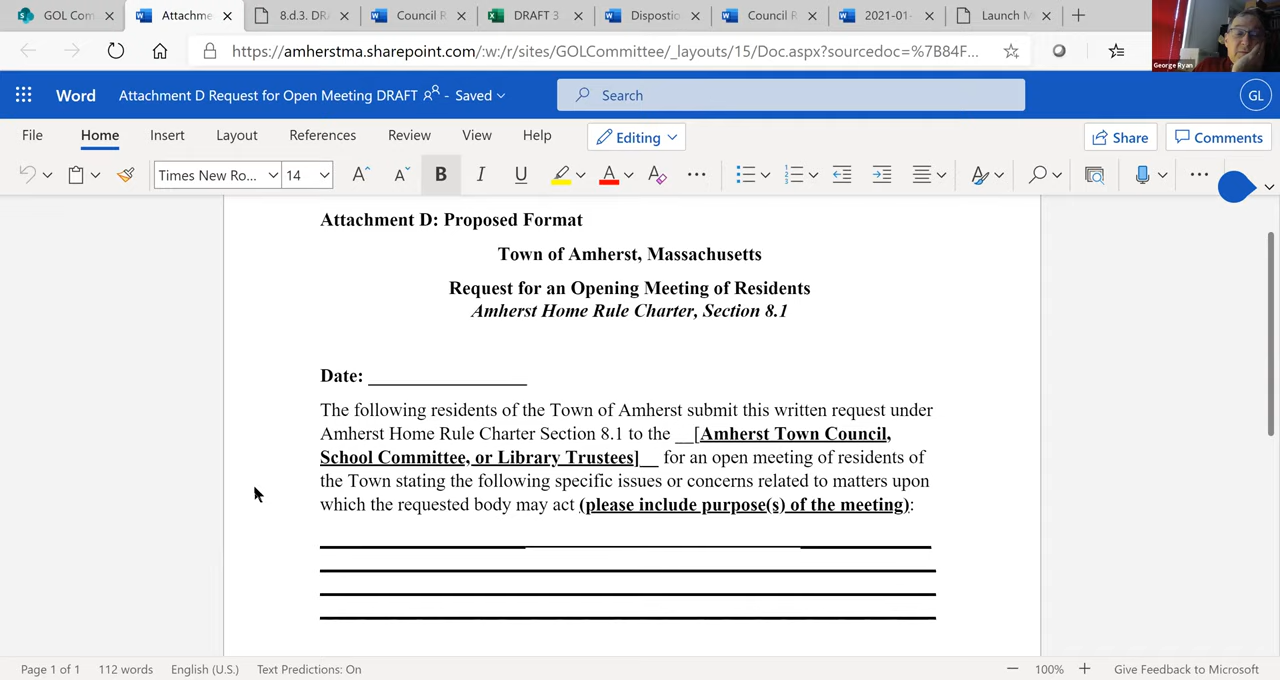 GOL Com
Attachme
8.d.3. DRA
Council R
DRAFT 3
Dispostio
Council R
2021-01-
Launch M
https://amherstma.sharepoint.com/:w:/r/sites/GOLCommittee/_layouts/15/Doc.aspx?sourcedoc=%7B84F...
George Ryan
Word
Attachment D Request for Open Meeting DRAFT - Saved
Search
GL
File Home Insert Layout References Review View Help Editing Share Comments
Times New Ro... 14 A A B I U A A
Attachment D: Proposed Format
Town of Amherst, Massachusetts
Request for an Opening Meeting of Residents
Amherst Home Rule Charter, Section 8.1
Date: ________________
The following residents of the Town of Amherst submit this written request under
Amherst Home Rule Charter Section 8.1 to the __[Amherst Town Council,
School Committee, or Library Trustees]__ for an open meeting of residents of
the Town stating the following specific issues or concerns related to matters upon
which the requested body may act (please include purpose(s) of the meeting):
Page 1 of 1 112 words English (U.S.) Text Predictions: On 100% Give Feedback to Microsoft